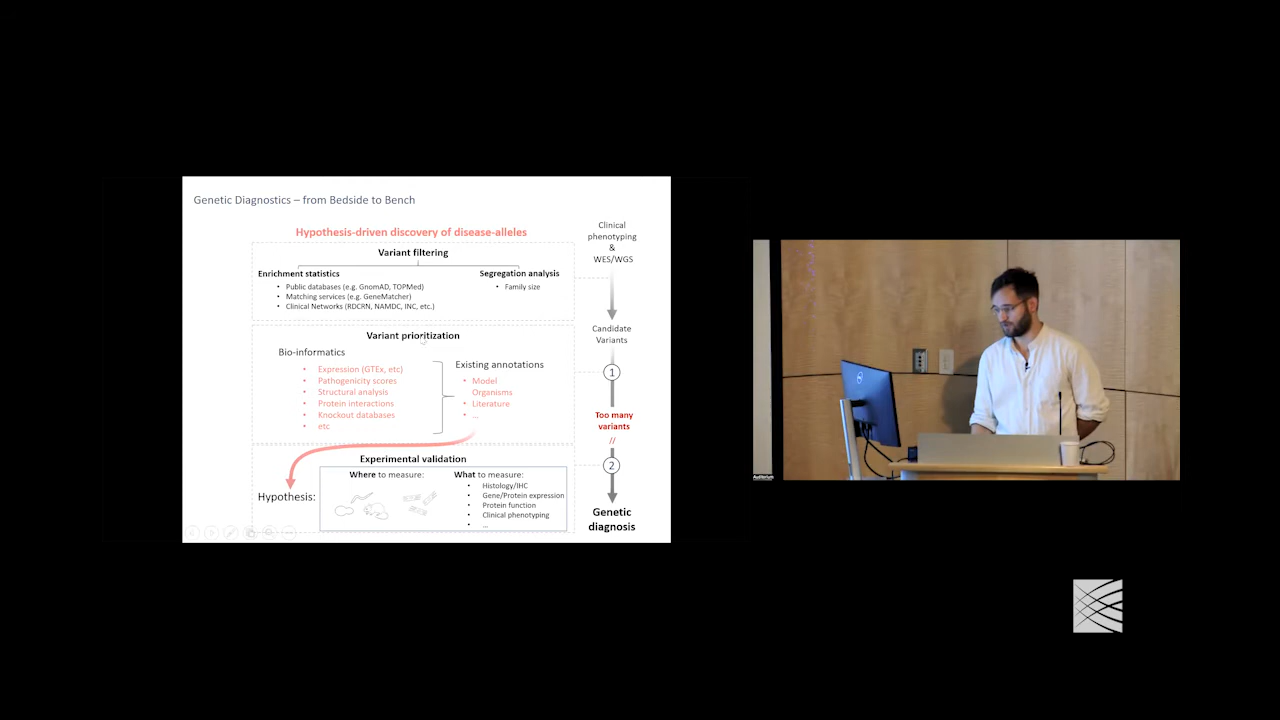 Genetic Diagnostics – from Bedside to Bench
Hypothesis-driven discovery of disease-alleles
Variant filtering
Enrichment statistics
• Public databases (e.g. GnomAD, TOPMed)
• Matching services (e.g. GeneMatcher)
• Clinical Networks (RDCRN, NAMDC, INC, etc.)
Segregation analysis
• Family size
Variant prioritization
Bio-informatics
• Expression (GTEx, etc)
• Pathogenicity scores
• Structural analysis
• Protein interactions
• Knockout databases
• etc
Existing annotations
• Model
Organisms
• Literature
• ...
Experimental validation
Hypothesis:
Where to measure:
What to measure:
• Histology/IHC
• Gene/Protein expression
• Protein function
• Clinical phenotyping
• ...
Clinical
phenotyping
&
WES/WGS
Candidate
Variants
1
Too many
variants
//
2
Genetic
diagnosis
Auditorium
DELL